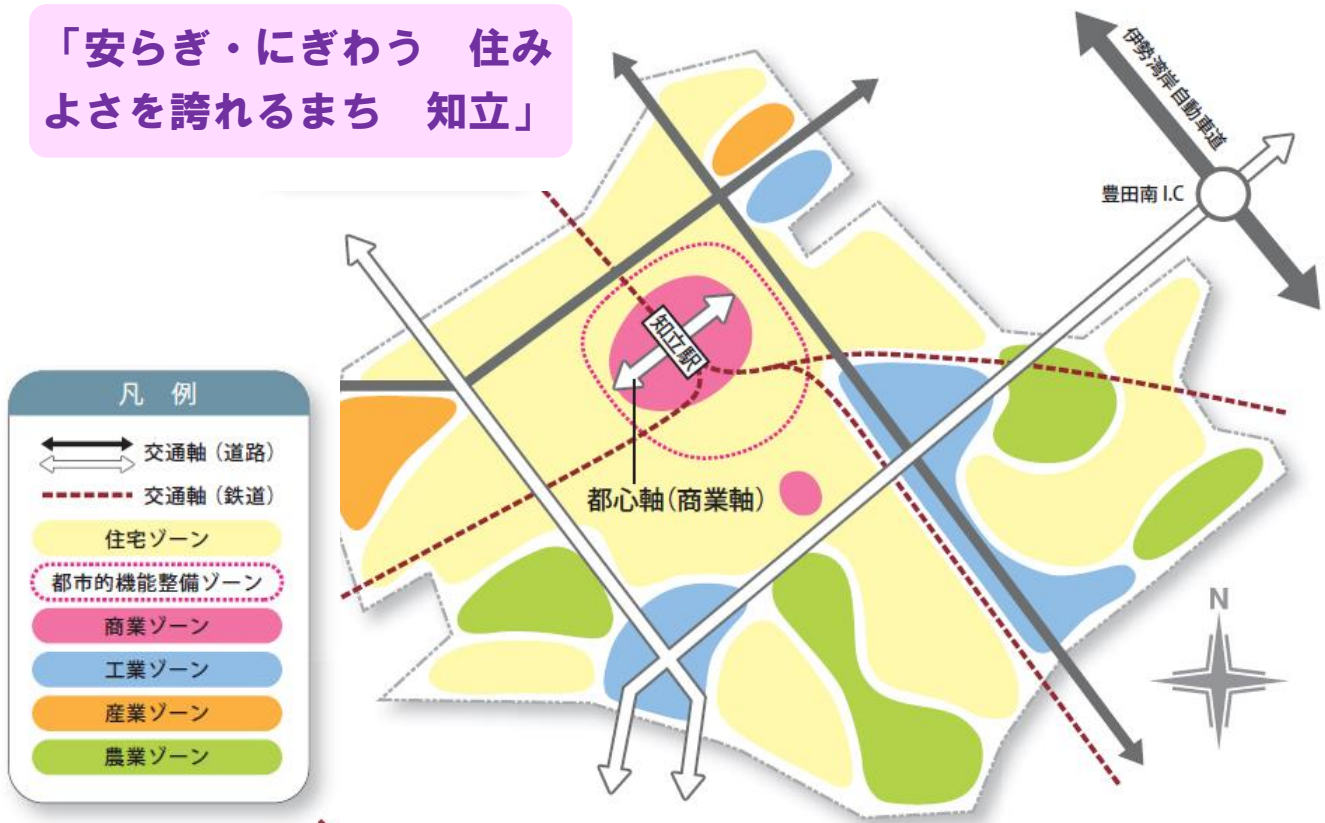 「安らぎ・にぎわう　住み
よさを誇れるまち　知立」
伊勢湾岸自動車道
豊田南 I.C
知立駅
都心軸(商業軸)
凡 例
交通軸(道路)
交通軸(鉄道)
住宅ゾーン
都市的機能整備ゾーン
商業ゾーン
工業ゾーン
産業ゾーン
農業ゾーン
N